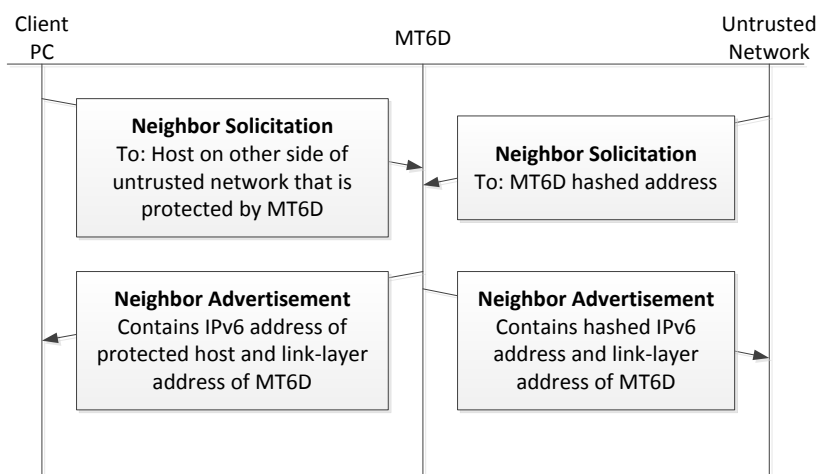 Client
PC
MT6D
Untrusted
Network
Neighbor Solicitation
To: Host on other side of
untrusted network that is
protected by MT6D
Neighbor Solicitation
To: MT6D hashed address
Neighbor Advertisement
Contains IPv6 address of
protected host and link-layer
address of MT6D
Neighbor Advertisement
Contains hashed IPv6
address and link-layer
address of MT6D